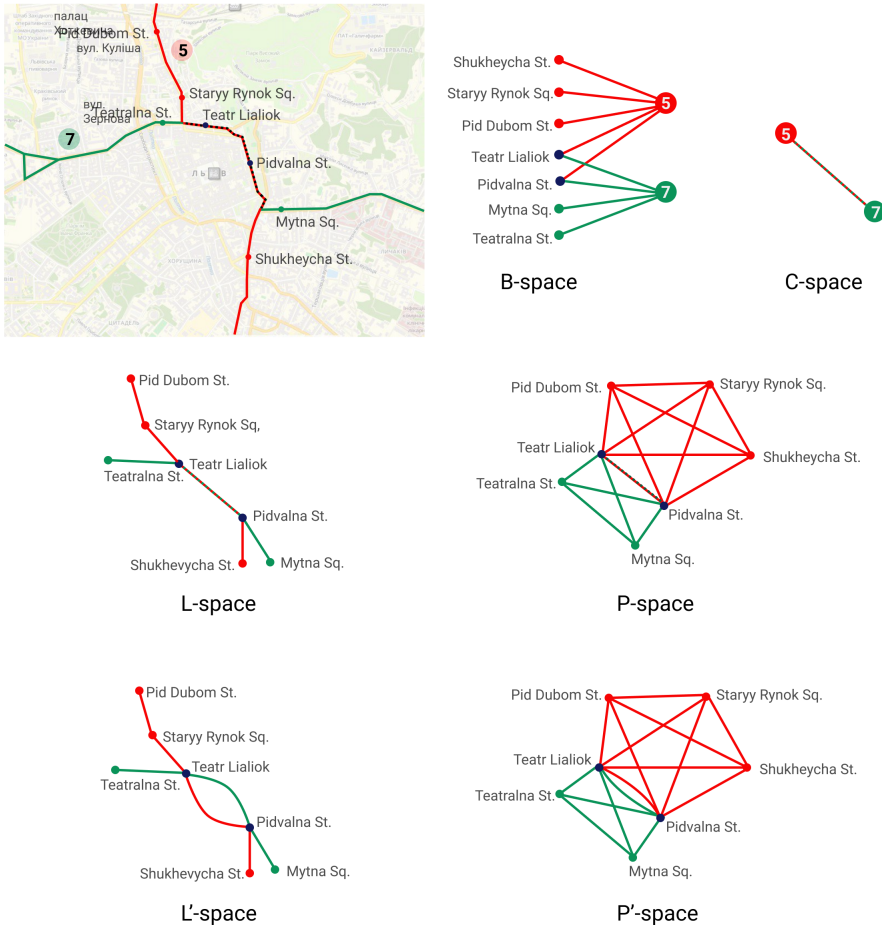 палац
Хоткевича
Pid Dubom St.
вул. Куліша
5
Staryy Rynok Sq.
вул.
Зернова
Teatralna St.
Teatr Lialiok
7
Pidvalna St.
ЛЬВ
Mytna Sq.
Shukheycha St.
Shukheycha St.
Staryy Rynok Sq.
Pid Dubom St.
Teatr Lialiok
Pidvalna St.
Mytna Sq.
Teatralna St.
5
7
B-space
5
7
C-space
Pid Dubom St.
Staryy Rynok Sq,
Teatr Lialiok
Teatralna St.
Pidvalna St.
Shukhevycha St.
Mytna Sq.
L-space
Pid Dubom St.
Staryy Rynok Sq.
Teatr Lialiok
Shukheycha St.
Teatralna St.
Pidvalna St.
Mytna Sq.
P-space
Pid Dubom St.
Staryy Rynok Sq.
Teatr Lialiok
Teatralna St.
Pidvalna St.
Shukhevycha St.
Mytna Sq.
L’-space
Pid Dubom St.
Staryy Rynok Sq.
Teatr Lialiok
Shukheycha St.
Teatralna St.
Pidvalna St.
Mytna Sq.
P’-space